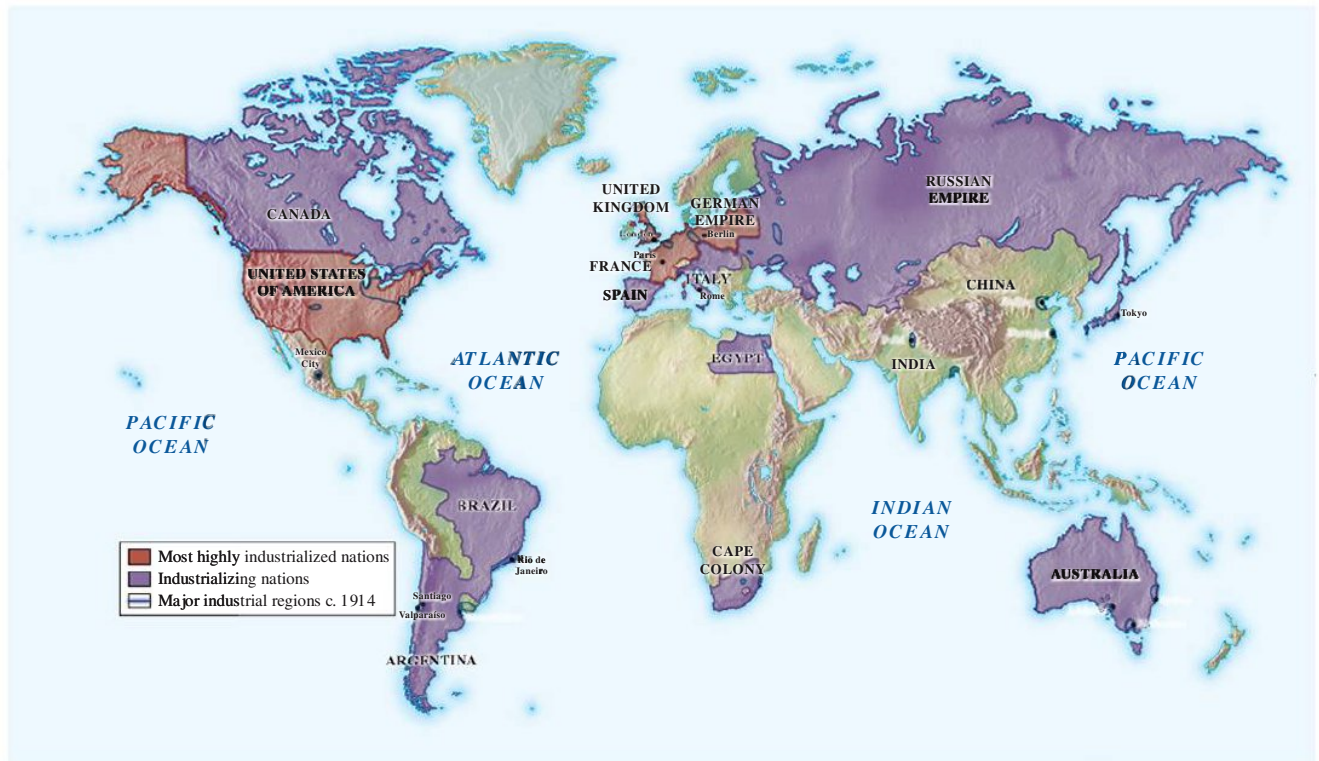 CANADA
UNITED STATES
OF AMERICA
Mexico
City
ATLANTIC
OCEAN
PACIFIC
OCEAN
UNITED
KINGDOM
London
GERMAN
EMPIRE
Berlin
Paris
FRANCE
ITALY
SPAIN
Rome
RUSSIAN
EMPIRE
CHINA
Tokyo
EGYPT
INDIA
PACIFIC
OCEAN
BRAZIL
Rio de
Janeiro
INDIAN
OCEAN
CAPE
COLONY
AUSTRALIA
Santiago
Valparaíso
ARGENTINA
Most highly industrialized nations
Industrializing nations
Major industrial regions c. 1914